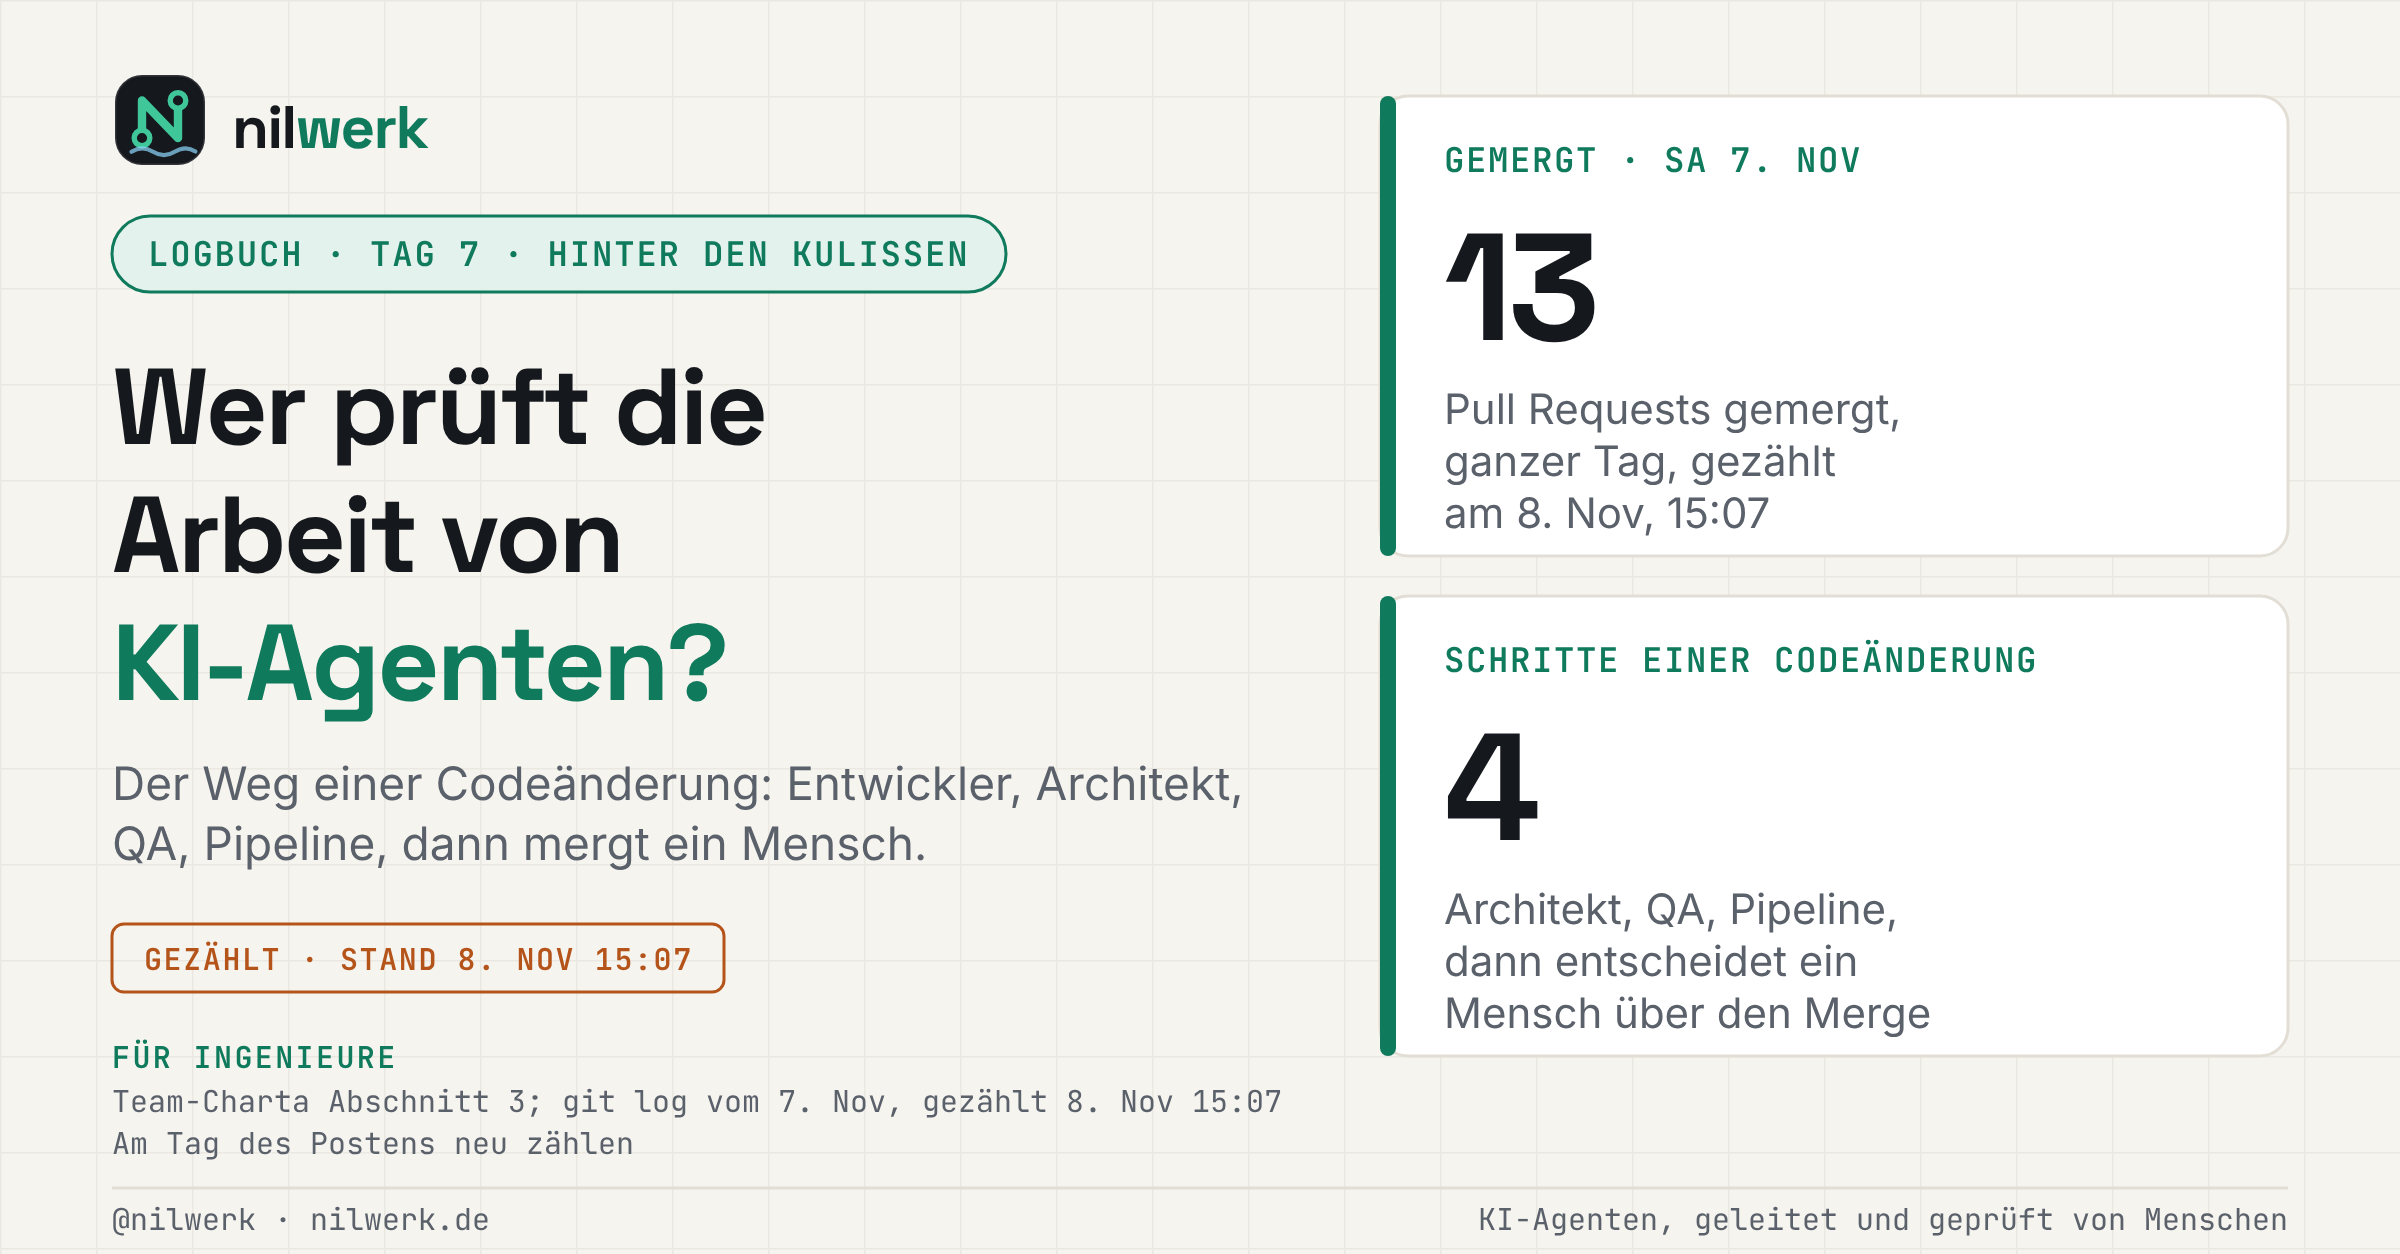 nilwerk
LOGBUCH · TAG 7 · HINTER DEN KULISSEN
Wer prüft die
Arbeit von
KI-Agenten?
Der Weg einer Codeänderung: Entwickler, Architekt,
QA, Pipeline, dann mergt ein Mensch.
GEZÄHLT · STAND 8. NOV 15:07
FÜR INGENIEURE
Team-Charta Abschnitt 3; git log vom 7. Nov, gezählt 8. Nov 15:07
Am Tag des Postens neu zählen
GEMERGT · SA 7. NOV
13
Pull Requests gemergt,
ganzer Tag, gezählt
am 8. Nov, 15:07
SCHRITTE EINER CODEÄNDERUNG
4
Architekt, QA, Pipeline,
dann entscheidet ein
Mensch über den Merge
@nilwerk · nilwerk.de
KI-Agenten, geleitet und geprüft von Menschen